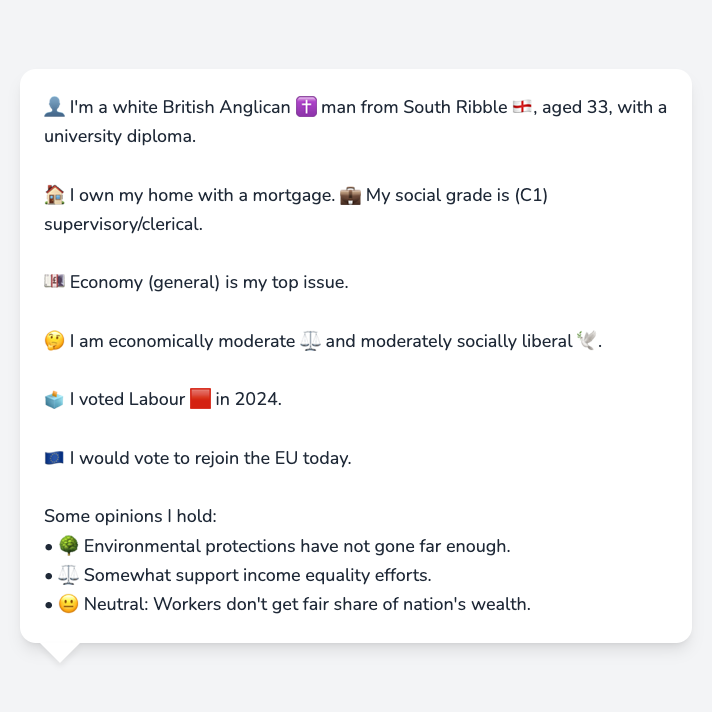 👤 I'm a white British Anglican ✝️ man from South Ribble 🏴󠁧󠁢󠁥󠁮󠁧󠁿, aged 33, with a
university diploma.
🏠 I own my home with a mortgage. 💼 My social grade is (C1)
supervisory/clerical.
💷 Economy (general) is my top issue.
🤔 I am economically moderate ⚖️ and moderately socially liberal 🕊️.
🗳️ I voted Labour 🟥 in 2024.
🇪🇺 I would vote to rejoin the EU today.
Some opinions I hold:
• 🌳 Environmental protections have not gone far enough.
• ⚖️ Somewhat support income equality efforts.
• 😐 Neutral: Workers don't get fair share of nation's wealth.